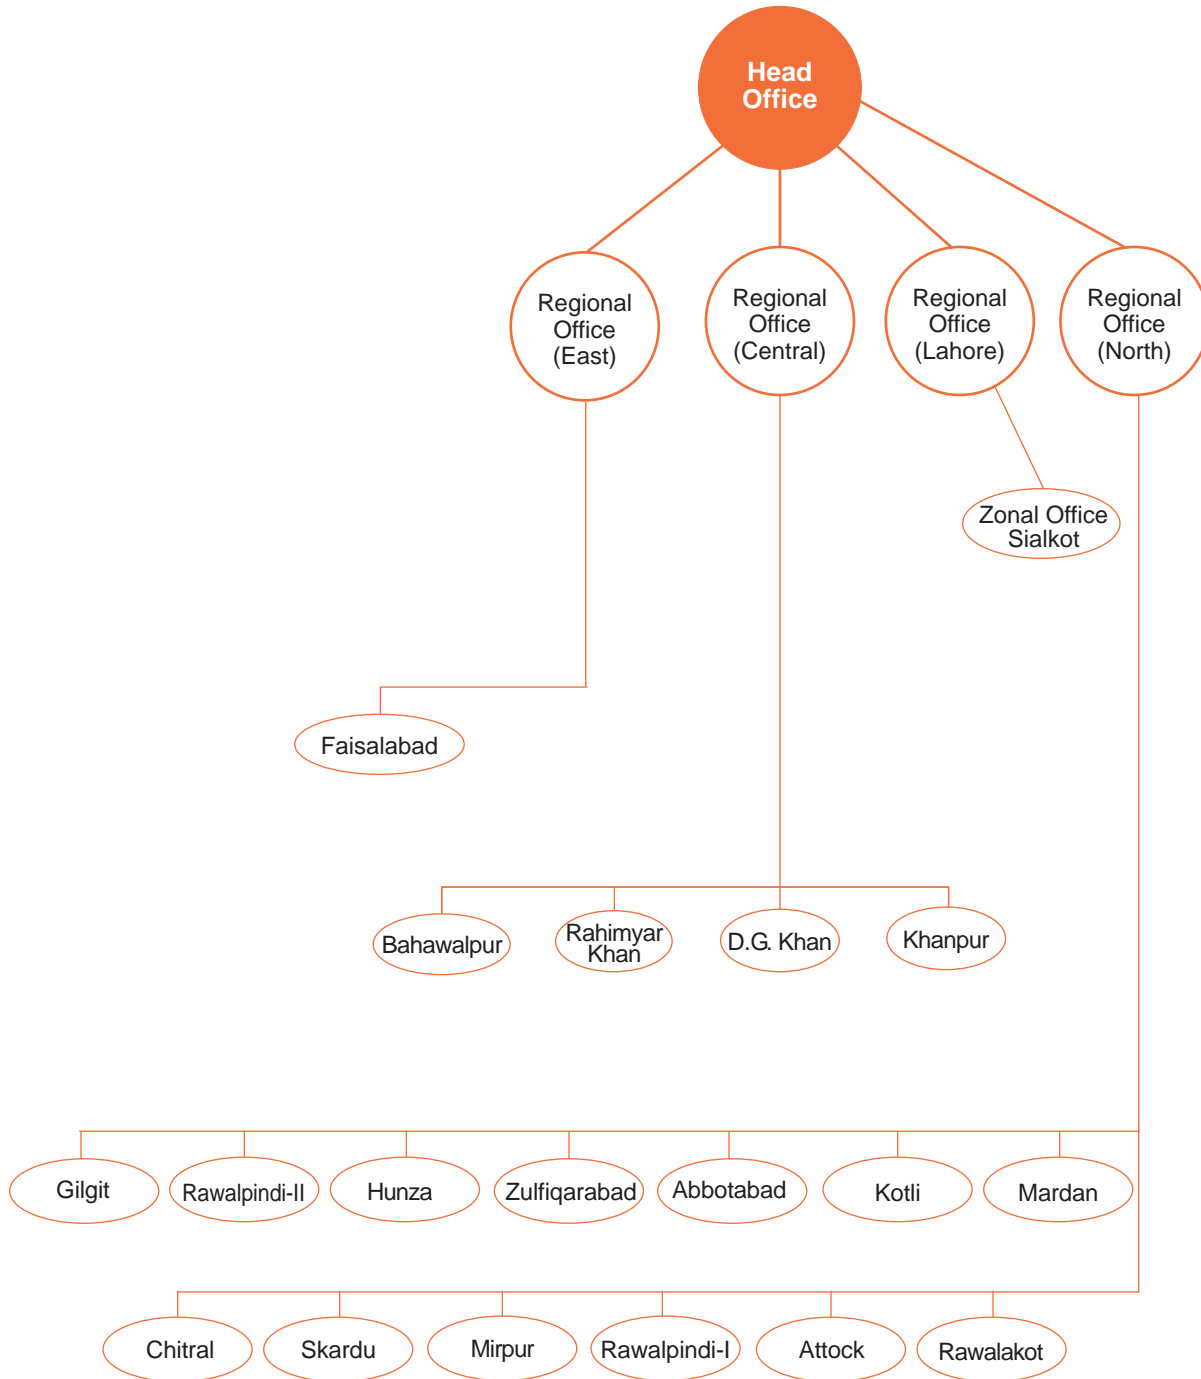 Head
Office
Regional
Office
(East)
Regional
Office
(Central)
Regional
Office
(Lahore)
Regional
Office
(North)
Zonal Office
Sialkot
Faisalabad
Bahawalpur
Rahimyar
Khan
D.G. Khan
Khanpur
Gilgit
Rawalpindi-II
Hunza
Zulfiqarabad
Abbotabad
Kotli
Mardan
Chitral
Skardu
Mirpur
Rawalpindi-I
Attock
Rawalakot